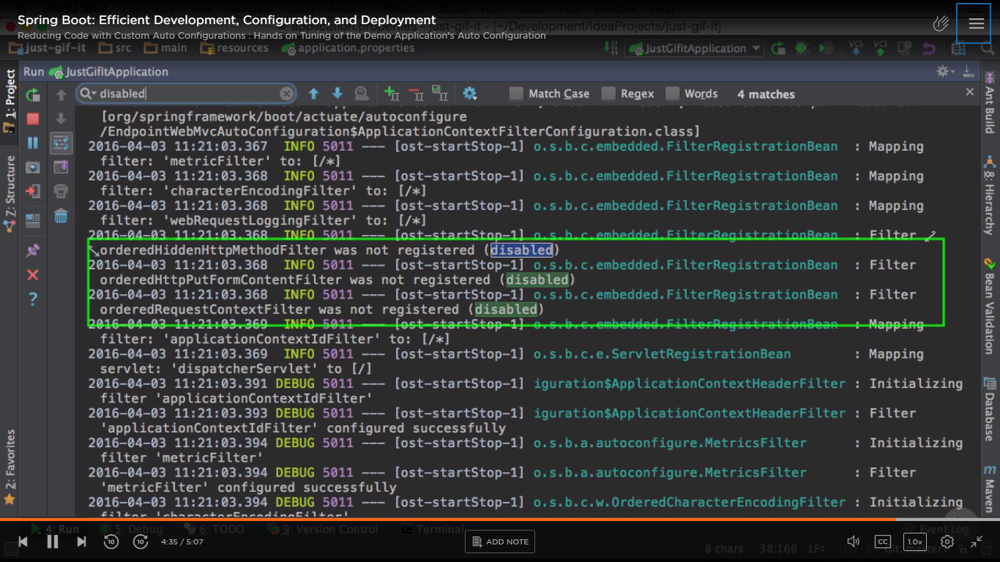 Spring Boot: Efficient Development, Configuration, and Deployment
Reducing Code with Custom Auto Configurations : Hands on Tuning of the Demo Application's Auto Configuration
just-gif-it src main resources application.properties JustGifItApplication VCS VCS
Run JustGifItApplication
disabled Match Case Regex Words 4 matches
[org/springframework/boot/actuate/autoconfigure
/EndpointWebMvcAutoConfiguration$ApplicationContextFilterConfiguration.class]
2016-04-03 11:21:03.367 INFO 5011 --- [ost-startStop-1] o.s.b.c.embedded.FilterRegistrationBean : Mapping
filter: 'metricFilter' to: [/*]
2016-04-03 11:21:03.368 INFO 5011 --- [ost-startStop-1] o.s.b.c.embedded.FilterRegistrationBean : Mapping
filter: 'characterEncodingFilter' to: [/*]
2016-04-03 11:21:03.368 INFO 5011 --- [ost-startStop-1] o.s.b.c.embedded.FilterRegistrationBean : Mapping
filter: 'webRequestLoggingFilter' to: [/*]
2016-04-03 11:21:03.368 INFO 5011 --- [ost-startStop-1] o.s.b.c.embedded.FilterRegistrationBean : Filter
orderedHiddenHttpMethodFilter was not registered (disabled)
2016-04-03 11:21:03.368 INFO 5011 --- [ost-startStop-1] o.s.b.c.embedded.FilterRegistrationBean : Filter
orderedHttpPutFormContentFilter was not registered (disabled)
2016-04-03 11:21:03.368 INFO 5011 --- [ost-startStop-1] o.s.b.c.embedded.FilterRegistrationBean : Filter
orderedRequestContextFilter was not registered (disabled)
2016-04-03 11:21:03.369 INFO 5011 --- [ost-startStop-1] o.s.b.c.embedded.FilterRegistrationBean : Mapping
filter: 'applicationContextIdFilter' to: [/*]
2016-04-03 11:21:03.369 INFO 5011 --- [ost-startStop-1] o.s.b.c.e.ServletRegistrationBean : Mapping
servlet: 'dispatcherServlet' to [/]
2016-04-03 11:21:03.391 DEBUG 5011 --- [ost-startStop-1] iguration$ApplicationContextHeaderFilter : Initializing
filter 'applicationContextIdFilter'
2016-04-03 11:21:03.393 DEBUG 5011 --- [ost-startStop-1] iguration$ApplicationContextHeaderFilter : Filter
'applicationContextIdFilter' configured successfully
2016-04-03 11:21:03.394 DEBUG 5011 --- [ost-startStop-1] o.s.b.a.autoconfigure.MetricsFilter : Initializing
filter 'metricFilter'
2016-04-03 11:21:03.394 DEBUG 5011 --- [ost-startStop-1] o.s.b.a.autoconfigure.MetricsFilter : Filter
'metricFilter' configured successfully
2016-04-03 11:21:03.394 DEBUG 5011 --- [ost-startStop-1] o.s.b.c.w.OrderedCharacterEncodingFilter : Initializing
filter 'characterEncodingFilter'
1: Project
Z: Structure
2: Favorites
Ant Build
8: Hierarchy
Bean Validation
Database
Maven
4: Run 5: Debug 6: TODO 9: Version Control Terminal Event Log
10 10 4:35 / 5:07 ADD NOTE CC 1.0x
8 chars 38:166 LF UTF-8 Git: master